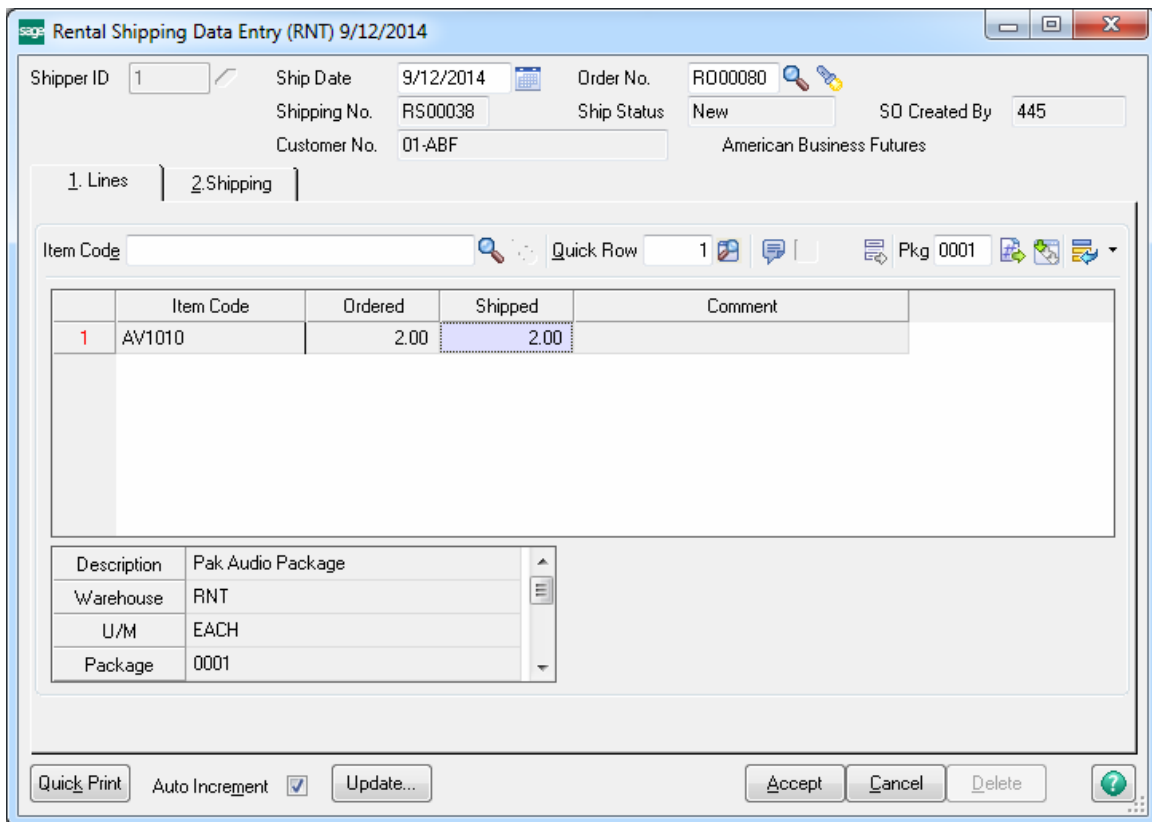 sage Rental Shipping Data Entry (RNT) 9/12/2014
Shipper ID 1 Ship Date 9/12/2014 Order No. RO00080
Shipping No. RS00038 Ship Status New SO Created By 445
Customer No. 01-ABF American Business Futures
1. Lines 2.Shipping
Item Code Quick Row 1 Pkg 0001
Item Code Ordered Shipped Comment
1 AV1010 2.00 2.00
Description Pak Audio Package
Warehouse RNT
U/M EACH
Package 0001
Quick Print Auto Increment Update... Accept Cancel Delete